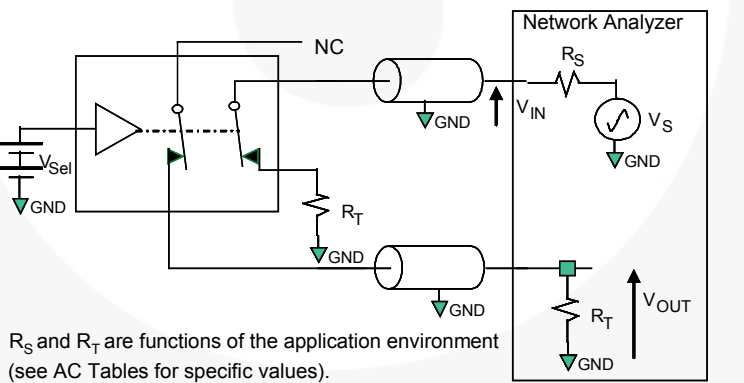 Network Analyzer
NC
R_S
V_IN
V_S
GND
GND
V_Sel
GND
R_T
GND
GND
R_T
V_OUT
GND
R_S and R_T are functions of the application environment
(see AC Tables for specific values).